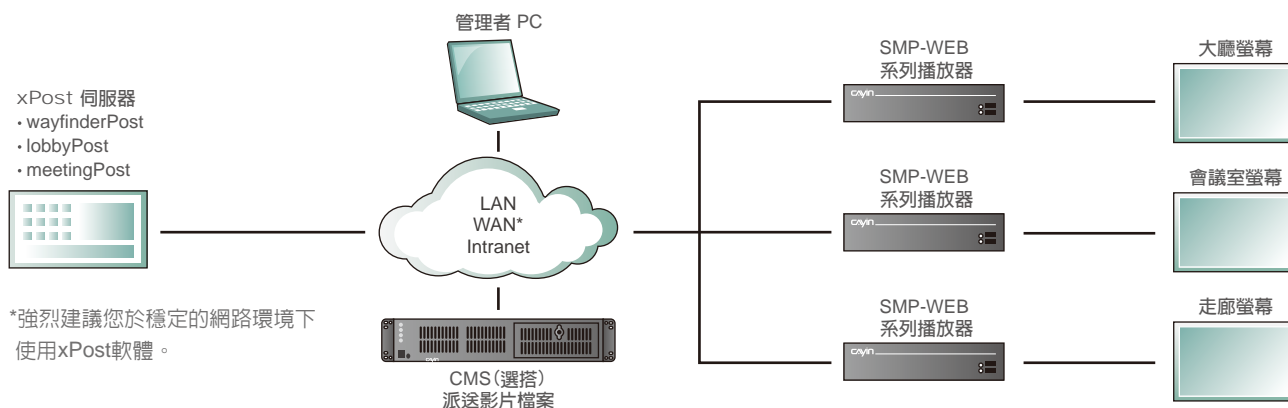 管理者 PC
xPost 伺服器
•wayfinderPost
•lobbyPost
•meetingPost
LAN
WAN*
Intranet
*強烈建議您於穩定的網路環境下
使用xPost軟體。
CAYIN
CMS(選搭)
派送影片檔案
SMP-WEB
系列播放器
CAYIN
大廳螢幕
SMP-WEB
系列播放器
CAYIN
會議室螢幕
SMP-WEB
系列播放器
CAYIN
走廊螢幕